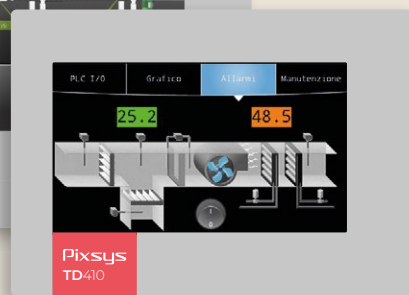 PLC I/O
Grafico
Allarmi
Manutenzione
25.2
48.5
Pixsys
TD410